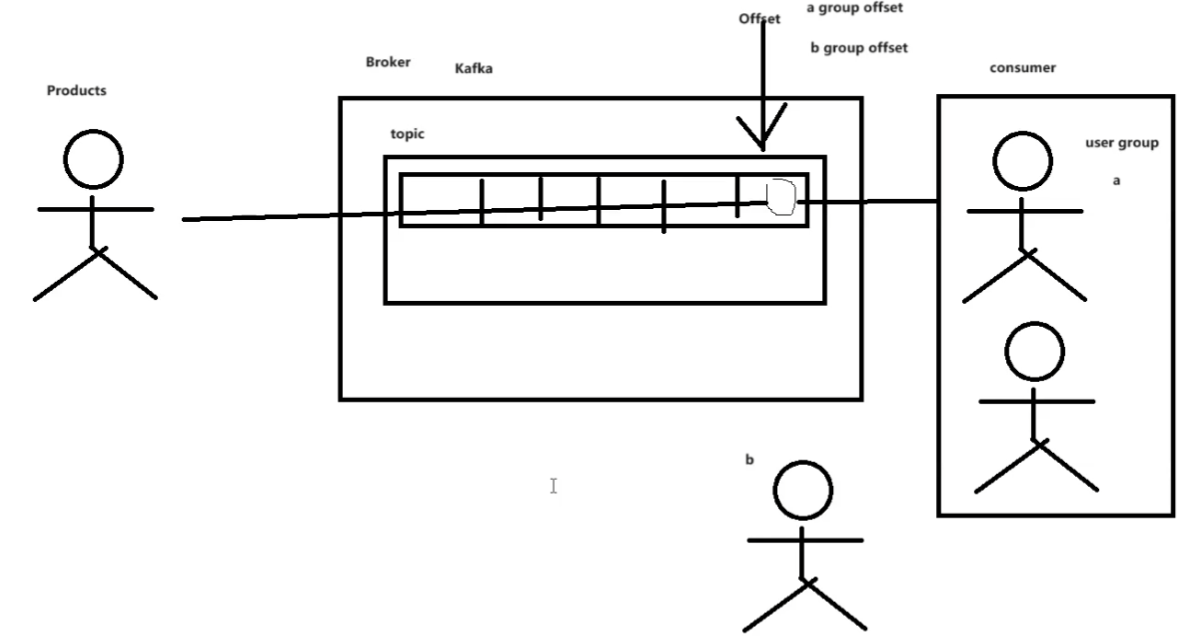 Offset
a group offset
b group offset
Broker
Kafka
consumer
Products
topic
user group
a
b